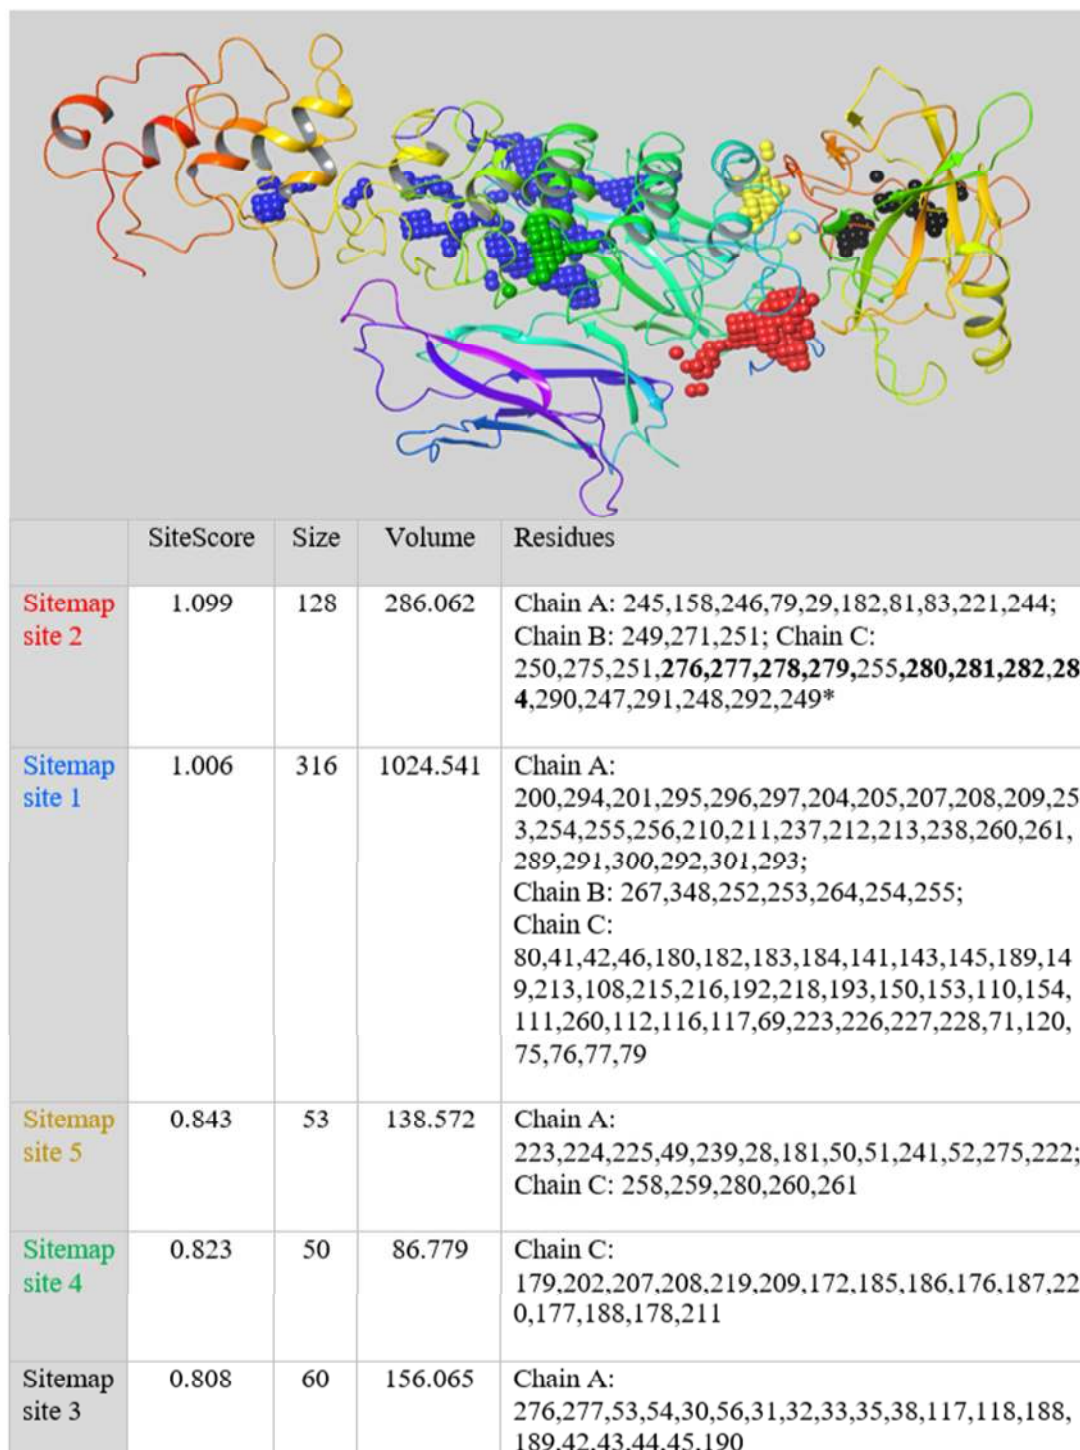 SiteScore Size Volume Residues
Sitemap site 2 1.099 128 286.062 Chain A: 245,158,246,79,29,182,81,83,221,244;
Chain B: 249,271,251; Chain C:
250,275,251,276,277,278,279,255,280,281,282,28
4,290,247,291,248,292,249*
Sitemap site 1 1.006 316 1024.541 Chain A:
200,294,201,295,296,297,204,205,207,208,209,25
3,254,255,256,210,211,237,212,213,238,260,261,
289,291,300,292,301,293;
Chain B: 267,348,252,253,264,254,255;
Chain C:
80,41,42,46,180,182,183,184,141,143,145,189,14
9,213,108,215,216,192,218,193,150,153,110,154,
111,260,112,116,117,69,223,226,227,228,71,120,
75,76,77,79
Sitemap site 5 0.843 53 138.572 Chain A:
223,224,225,49,239,28,181,50,51,241,52,275,222;
Chain C: 258,259,280,260,261
Sitemap site 4 0.823 50 86.779 Chain C:
179,202,207,208,219,209,172,185,186,176,187,22
0,177,188,178,211
Sitemap site 3 0.808 60 156.065 Chain A:
276,277,53,54,30,56,31,32,33,35,38,117,118,188,
189,42,43,44,45,190